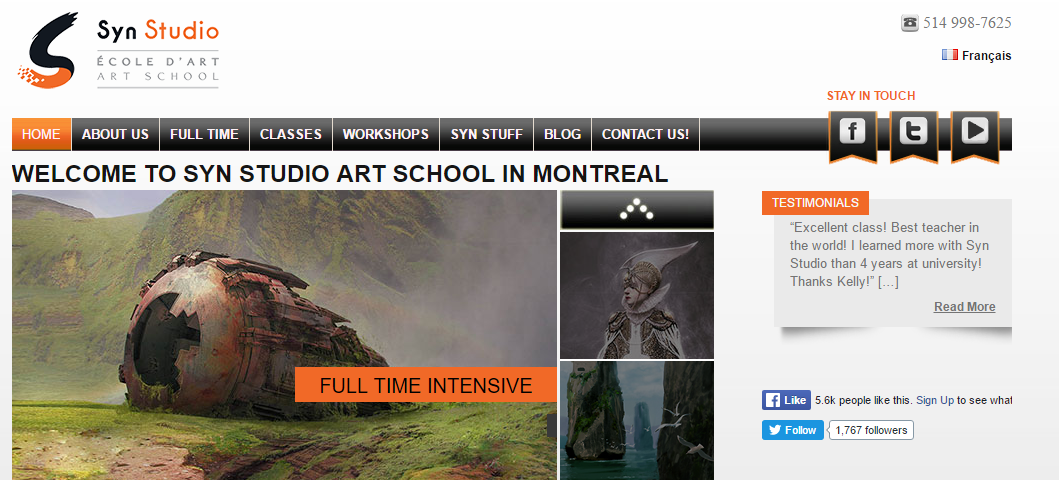 Syn Studio
ÉCOLE D'ART
ART SCHOOL
514 998-7625
Français
STAY IN TOUCH
HOME ABOUT US FULL TIME CLASSES WORKSHOPS SYN STUFF BLOG CONTACT US!
WELCOME TO SYN STUDIO ART SCHOOL IN MONTREAL
FULL TIME INTENSIVE
TESTIMONIALS
“Excellent class! Best teacher in
the world! I learned more with Syn
Studio than 4 years at university!
Thanks Kelly!” [...]
Read More
Like 5.6k people like this. Sign Up to see what
Follow 1,767 followers